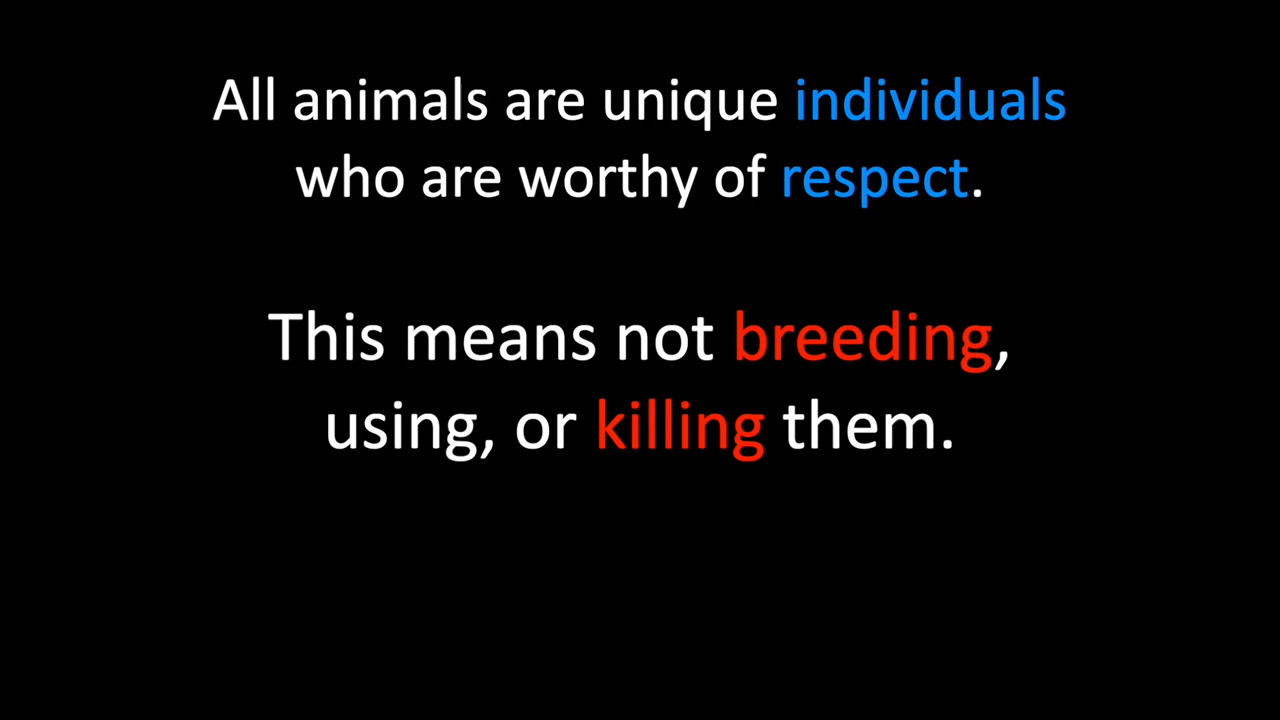 All animals are unique individuals
who are worthy of respect.
This means not breeding,
using, or killing them.